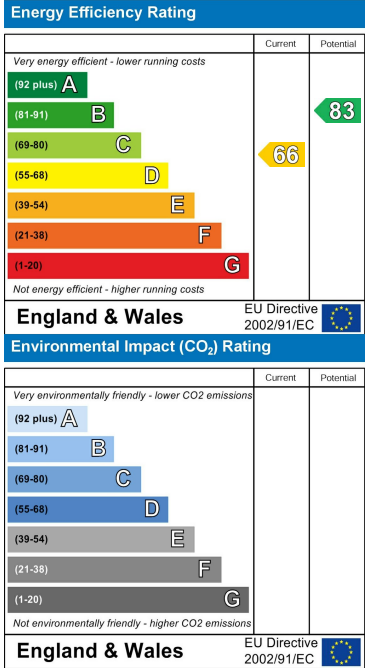 Energy Efficiency Rating
Current Potential
Very energy efficient - lower running costs
(92 plus) A
(81-91) B
83
(69-80) C
66
(55-68) D
(39-54) E
(21-38) F
(1-20) G
Not energy efficient - higher running costs
England & Wales
EU Directive
2002/91/EC
Environmental Impact (CO₂) Rating
Current Potential
Very environmentally friendly - lower CO2 emissions
(92 plus) A
(81-91) B
(69-80) C
(55-68) D
(39-54) E
(21-38) F
(1-20) G
Not environmentally friendly - higher CO2 emissions
England & Wales
EU Directive
2002/91/EC